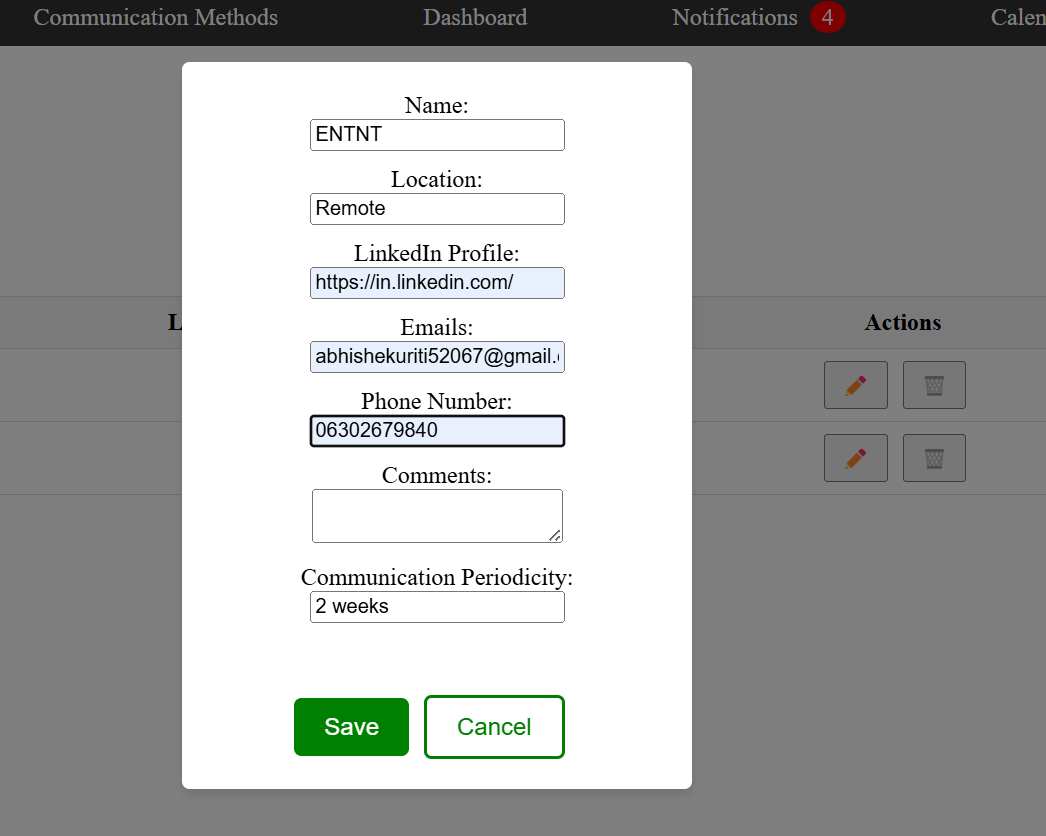 Communication Methods Dashboard Notifications 4 Calen
Name:
ENTNT
Location:
Remote
LinkedIn Profile:
https://in.linkedin.com/
L Actions
Emails:
abhishekuriti52067@gmail.
Phone Number:
06302679840
Comments:
Communication Periodicity:
2 weeks
Save Cancel